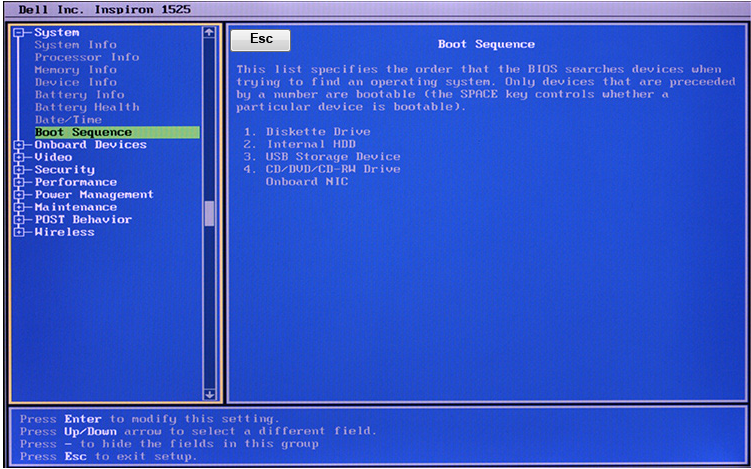 Dell Inc. Inspiron 1525
System
System Info
Processor Info
Memory Info
Device Info
Battery Info
Battery Health
Date/Time
Boot Sequence
Onboard Devices
Video
Security
Performance
Power Management
Maintenance
POST Behavior
Wireless
Esc
Boot Sequence
This list specifies the order that the BIOS searches devices when
trying to find an operating system. Only devices that are preceeded
by a number are bootable (the SPACE key controls whether a
particular device is bootable).
1. Diskette Drive
2. Internal HDD
3. USB Storage Device
4. CD/DVD/CD-RW Drive
Onboard NIC
Press Enter to modify this setting.
Press Up/Down arrow to select a different field.
Press – to hide the fields in this group
Press Esc to exit setup.